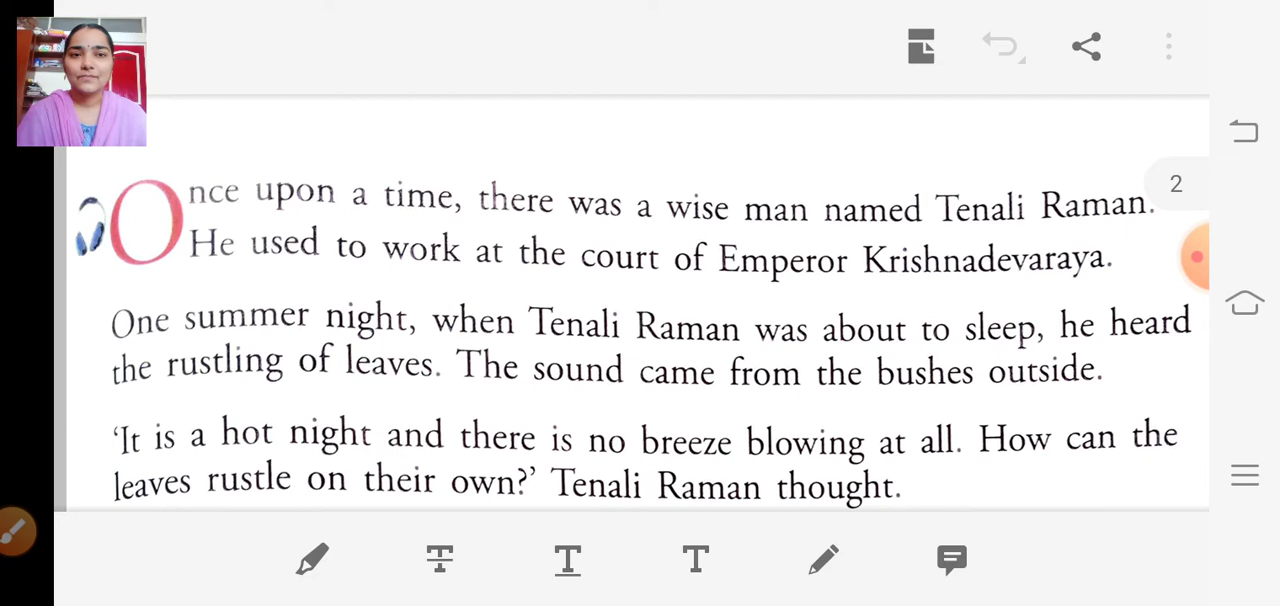 2
Once upon a time, there was a wise man named Tenali Raman.
He used to work at the court of Emperor Krishnadevaraya.
One summer night, when Tenali Raman was about to sleep, he heard
the rustling of leaves. The sound came from the bushes outside.
‘It is a hot night and there is no breeze blowing at all. How can the
leaves rustle on their own?’ Tenali Raman thought.